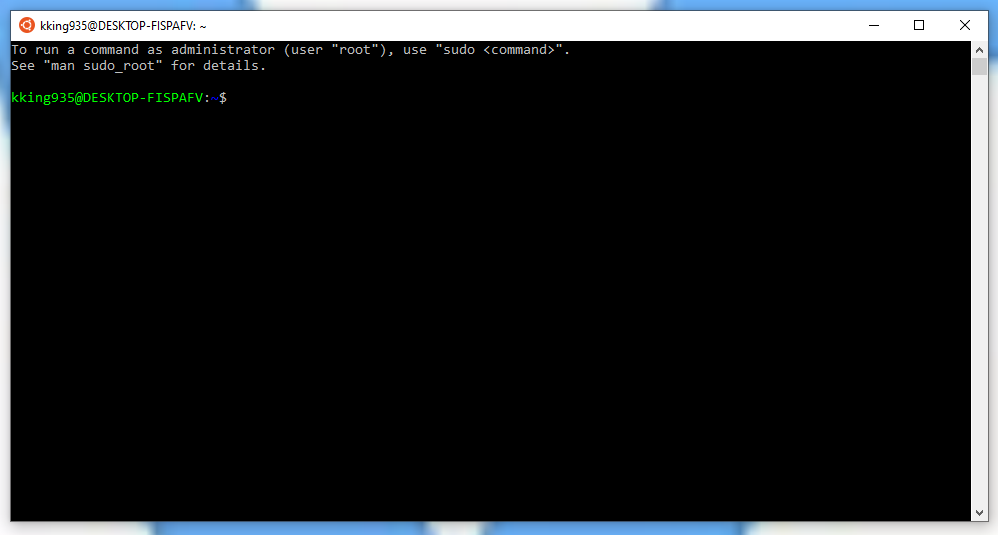 kking935@DESKTOP-FISPAFV: ~
To run a command as administrator (user "root"), use "sudo <command>".
See "man sudo_root" for details.
kking935@DESKTOP-FISPAFV:~$